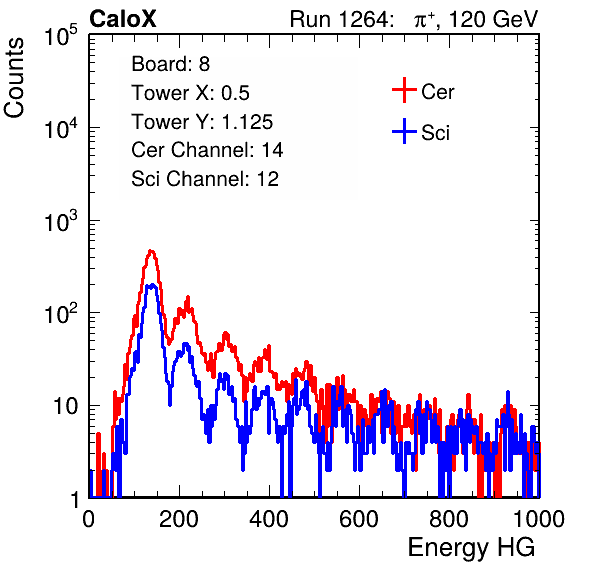 CaloX Run 1264: π⁺, 120 GeV
Counts
10⁵
10⁴
10³
10²
10
1
Board: 8
Tower X: 0.5
Tower Y: 1.125
Cer Channel: 14
Sci Channel: 12
Cer
Sci
0 200 400 600 800 1000
Energy HG